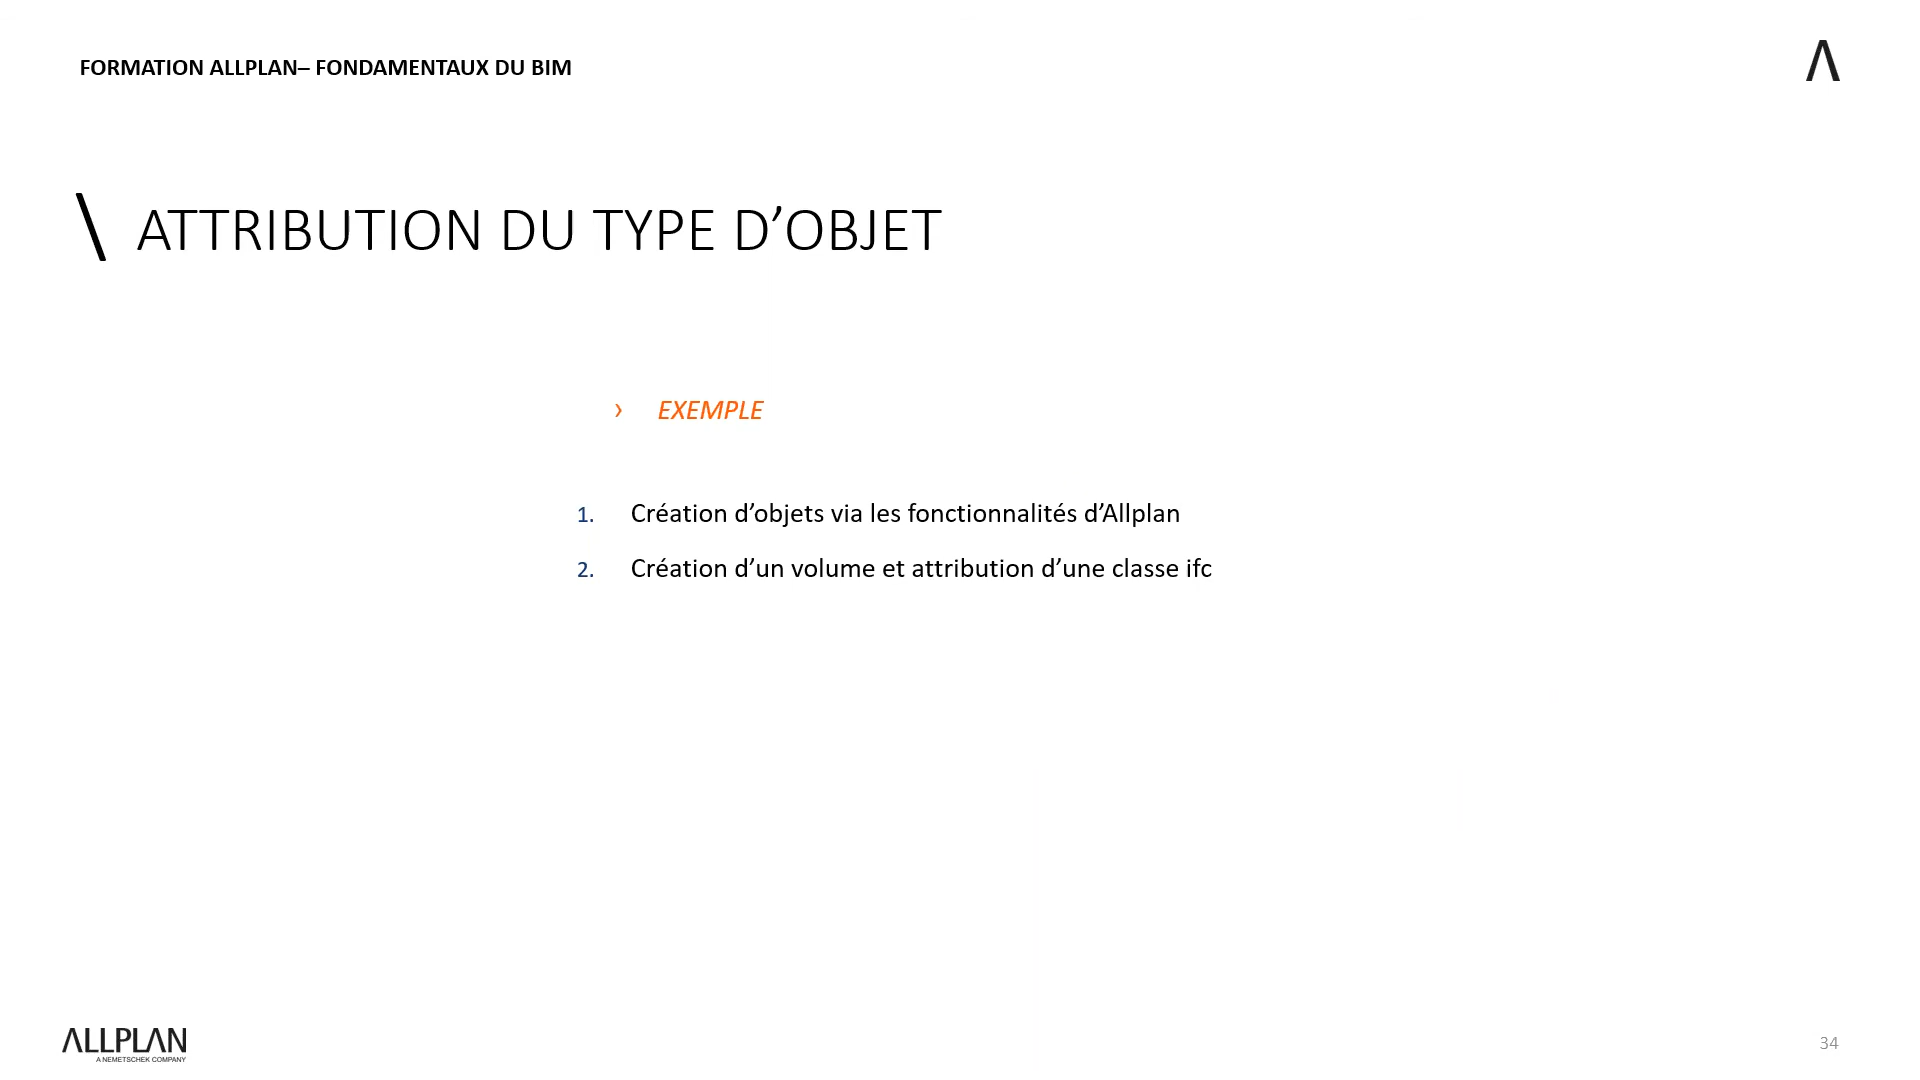 FORMATION ALLPLAN– FONDAMENTAUX DU BIM
\ ATTRIBUTION DU TYPE D’OBJET
› EXEMPLE
1. Création d’objets via les fonctionnalités d’Allplan
2. Création d’un volume et attribution d’une classe ifc
ALLPLAN
A NEMETSCHEK COMPANY
34